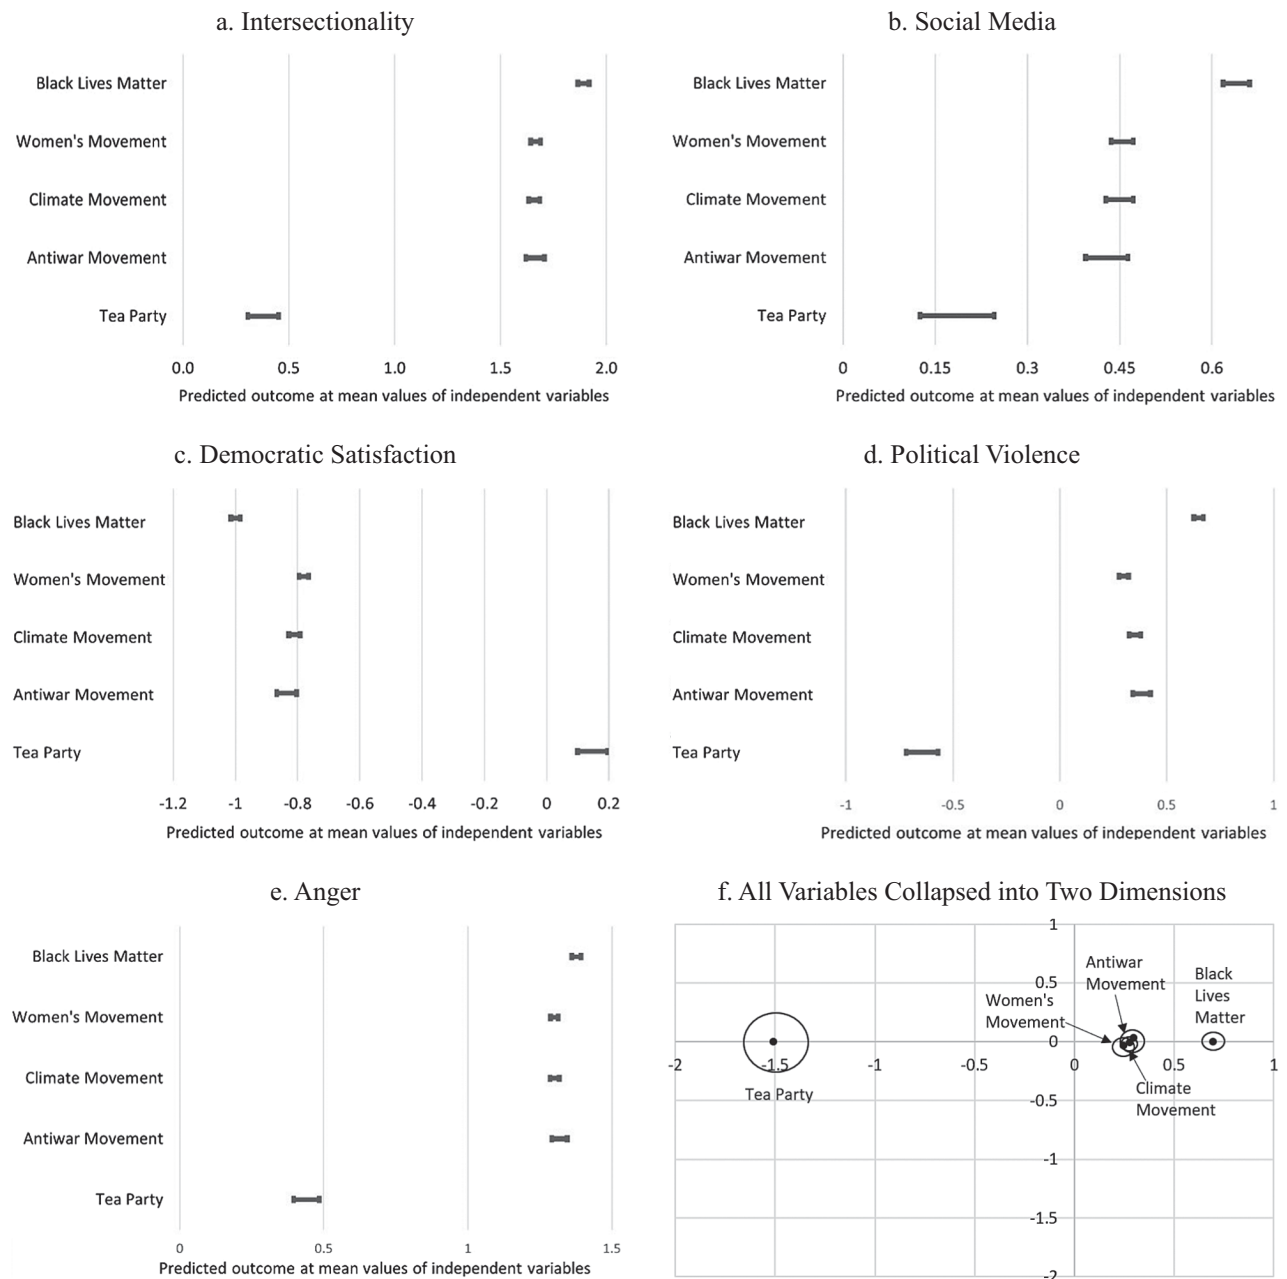 a. Intersectionality
Black Lives Matter
Women's Movement
Climate Movement
Antiwar Movement
Tea Party
0.0 0.5 1.0 1.5 2.0
Predicted outcome at mean values of independent variables
b. Social Media
Black Lives Matter
Women's Movement
Climate Movement
Antiwar Movement
Tea Party
0 0.15 0.3 0.45 0.6
Predicted outcome at mean values of independent variables
c. Democratic Satisfaction
Black Lives Matter
Women's Movement
Climate Movement
Antiwar Movement
Tea Party
-1.2 -1 -0.8 -0.6 -0.4 -0.2 0 0.2
Predicted outcome at mean values of independent variables
d. Political Violence
Black Lives Matter
Women's Movement
Climate Movement
Antiwar Movement
Tea Party
-1 -0.5 0 0.5 1
Predicted outcome at mean values of independent variables
e. Anger
Black Lives Matter
Women's Movement
Climate Movement
Antiwar Movement
Tea Party
0 0.5 1 1.5
Predicted outcome at mean values of independent variables
f. All Variables Collapsed into Two Dimensions
1
Antiwar
Movement
Black
Lives
Matter
0.5
Women's
Movement
0
-2 -1.5 -1 -0.5 0 0.5 1
Tea Party
Climate
Movement
-0.5
-1
-1.5
-2